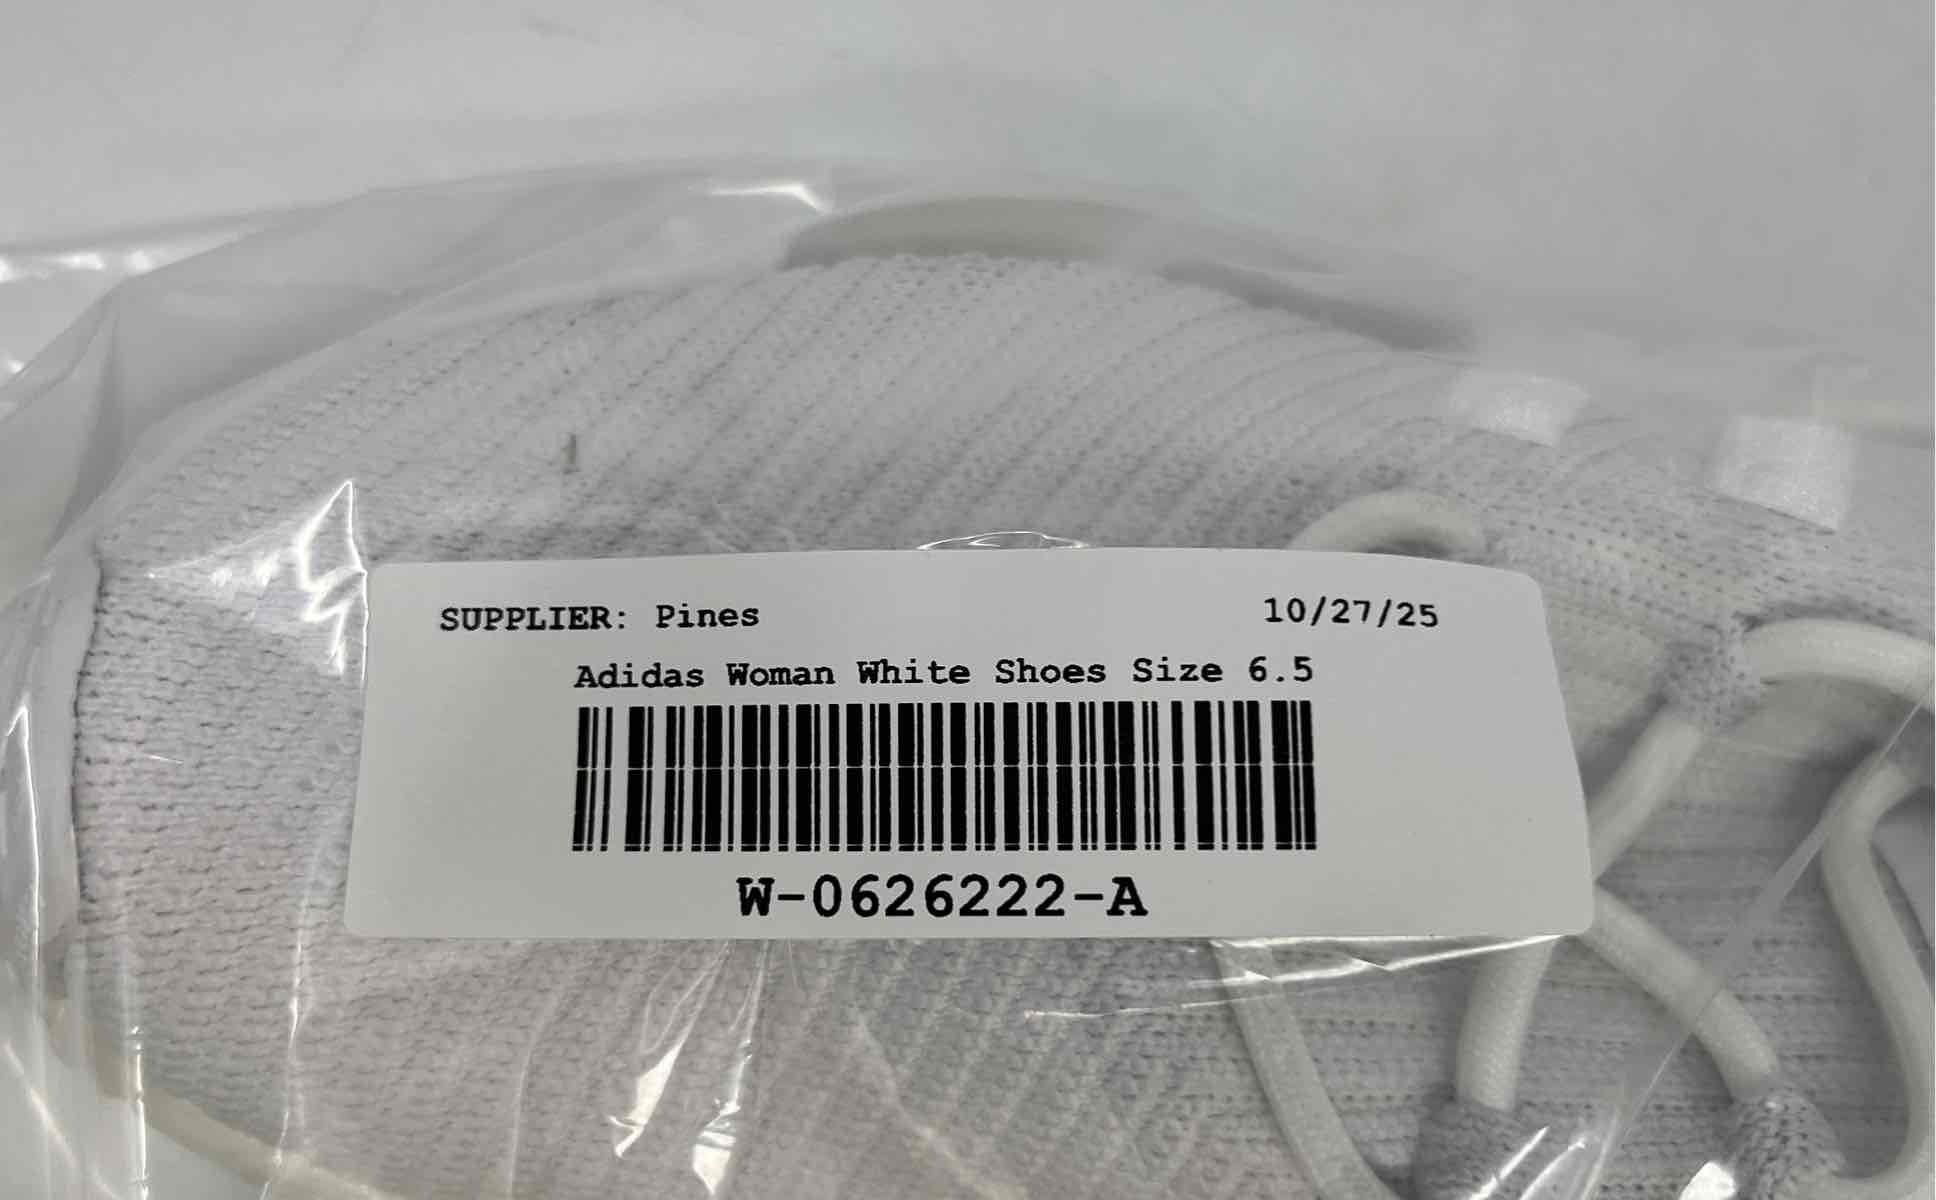 SUPPLIER: Pines 10/27/25
Adidas Woman White Shoes Size 6.5
W-0626222-A